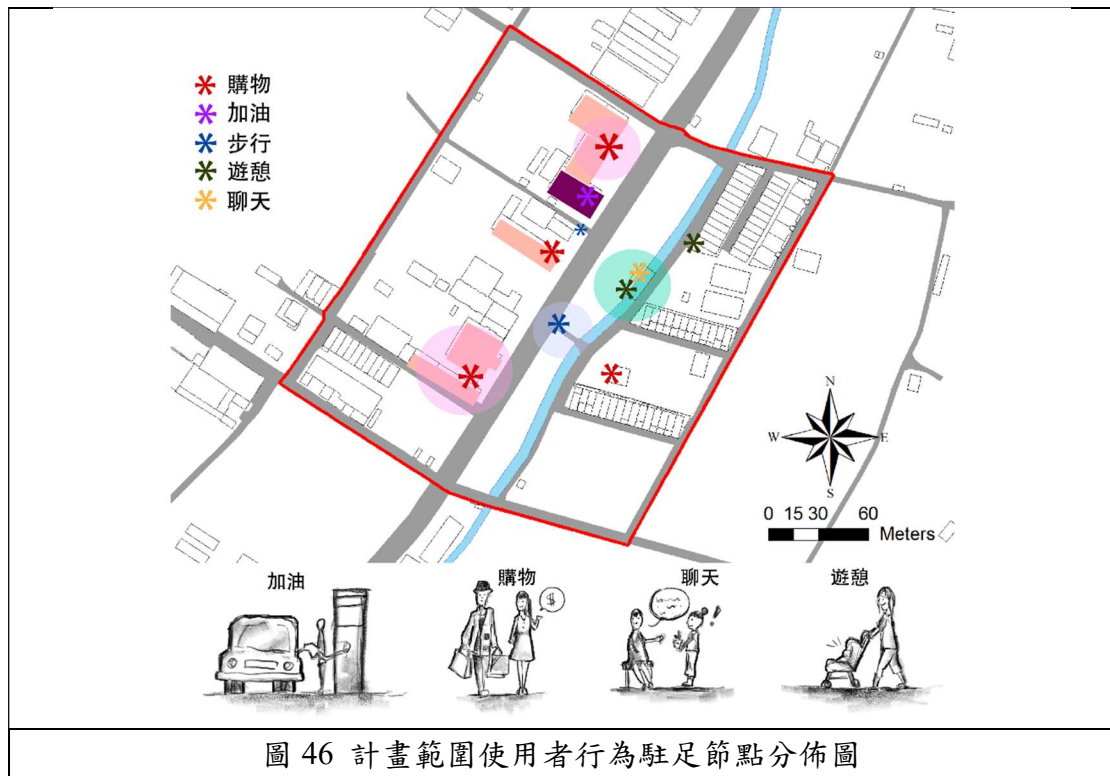 購物
加油
步行
遊憩
聊天
N
W
E
S
0 15 30 60
Meters
加油
購物
聊天
遊憩
$
!
圖 46 計畫範圍使用者行為駐足節點分佈圖